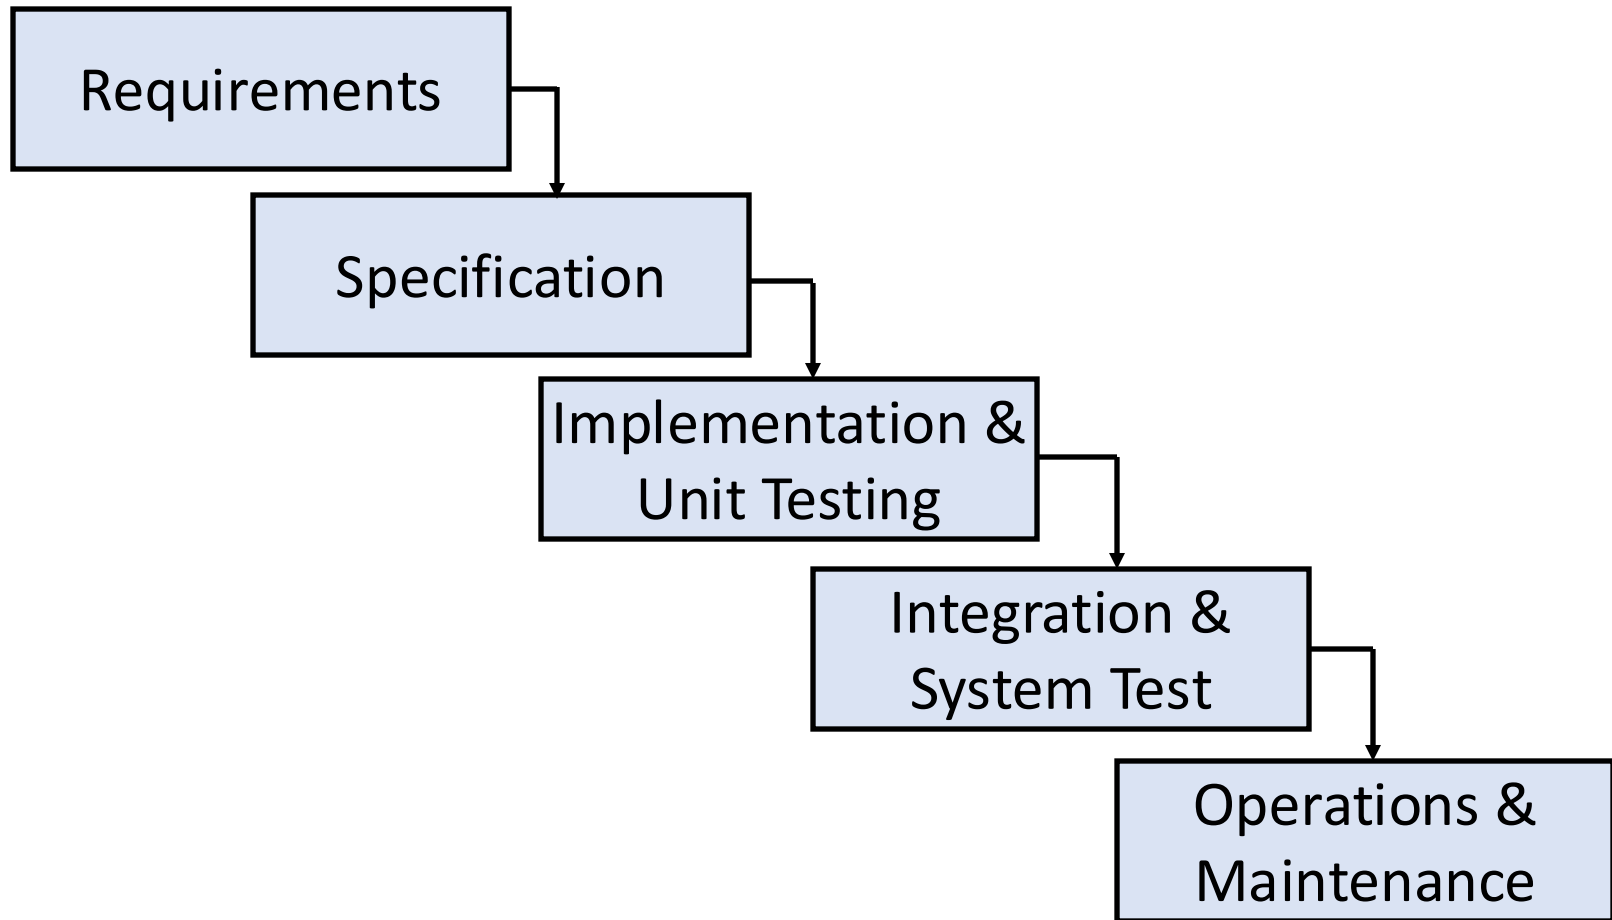 Requirements
Specification
Implementation &
Unit Testing
Integration &
System Test
Operations &
Maintenance